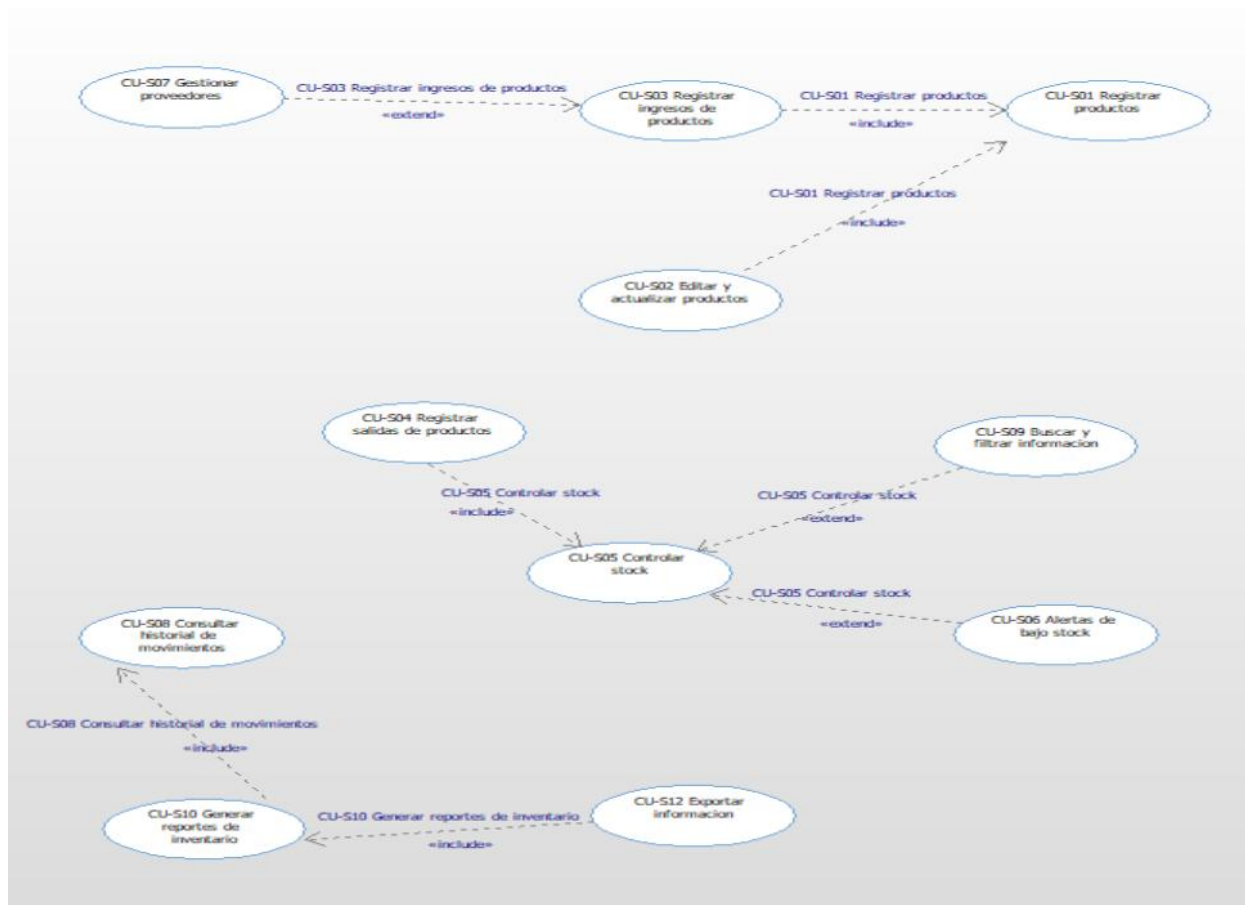 CU-S07 Gestionar
proveedores
CU-S03 Registrar ingresos de productos
«extend»
CU-S03 Registrar
ingresos de
productos
CU-S01 Registrar productos
«include»
CU-S01 Registrar
productos
CU-S01 Registrar productos
«include»
CU-S02 Editar y
actualizar productos
CU-S04 Registrar
salidas de productos
CU-S05 Controlar stock
«include»
CU-S09 Buscar y
filtrar informacion
CU-S05 Controlar stock
«extend»
CU-S05 Controlar
stock
CU-S05 Controlar stock
«extend»
CU-S06 Alertas de
bajo stock
CU-S08 Consultar
historial de
movimientos
CU-S08 Consultar historial de movimientos
«include»
CU-S10 Generar
reportes de
inventario
CU-S10 Generar reportes de inventario
«include»
CU-S12 Exportar
informacion